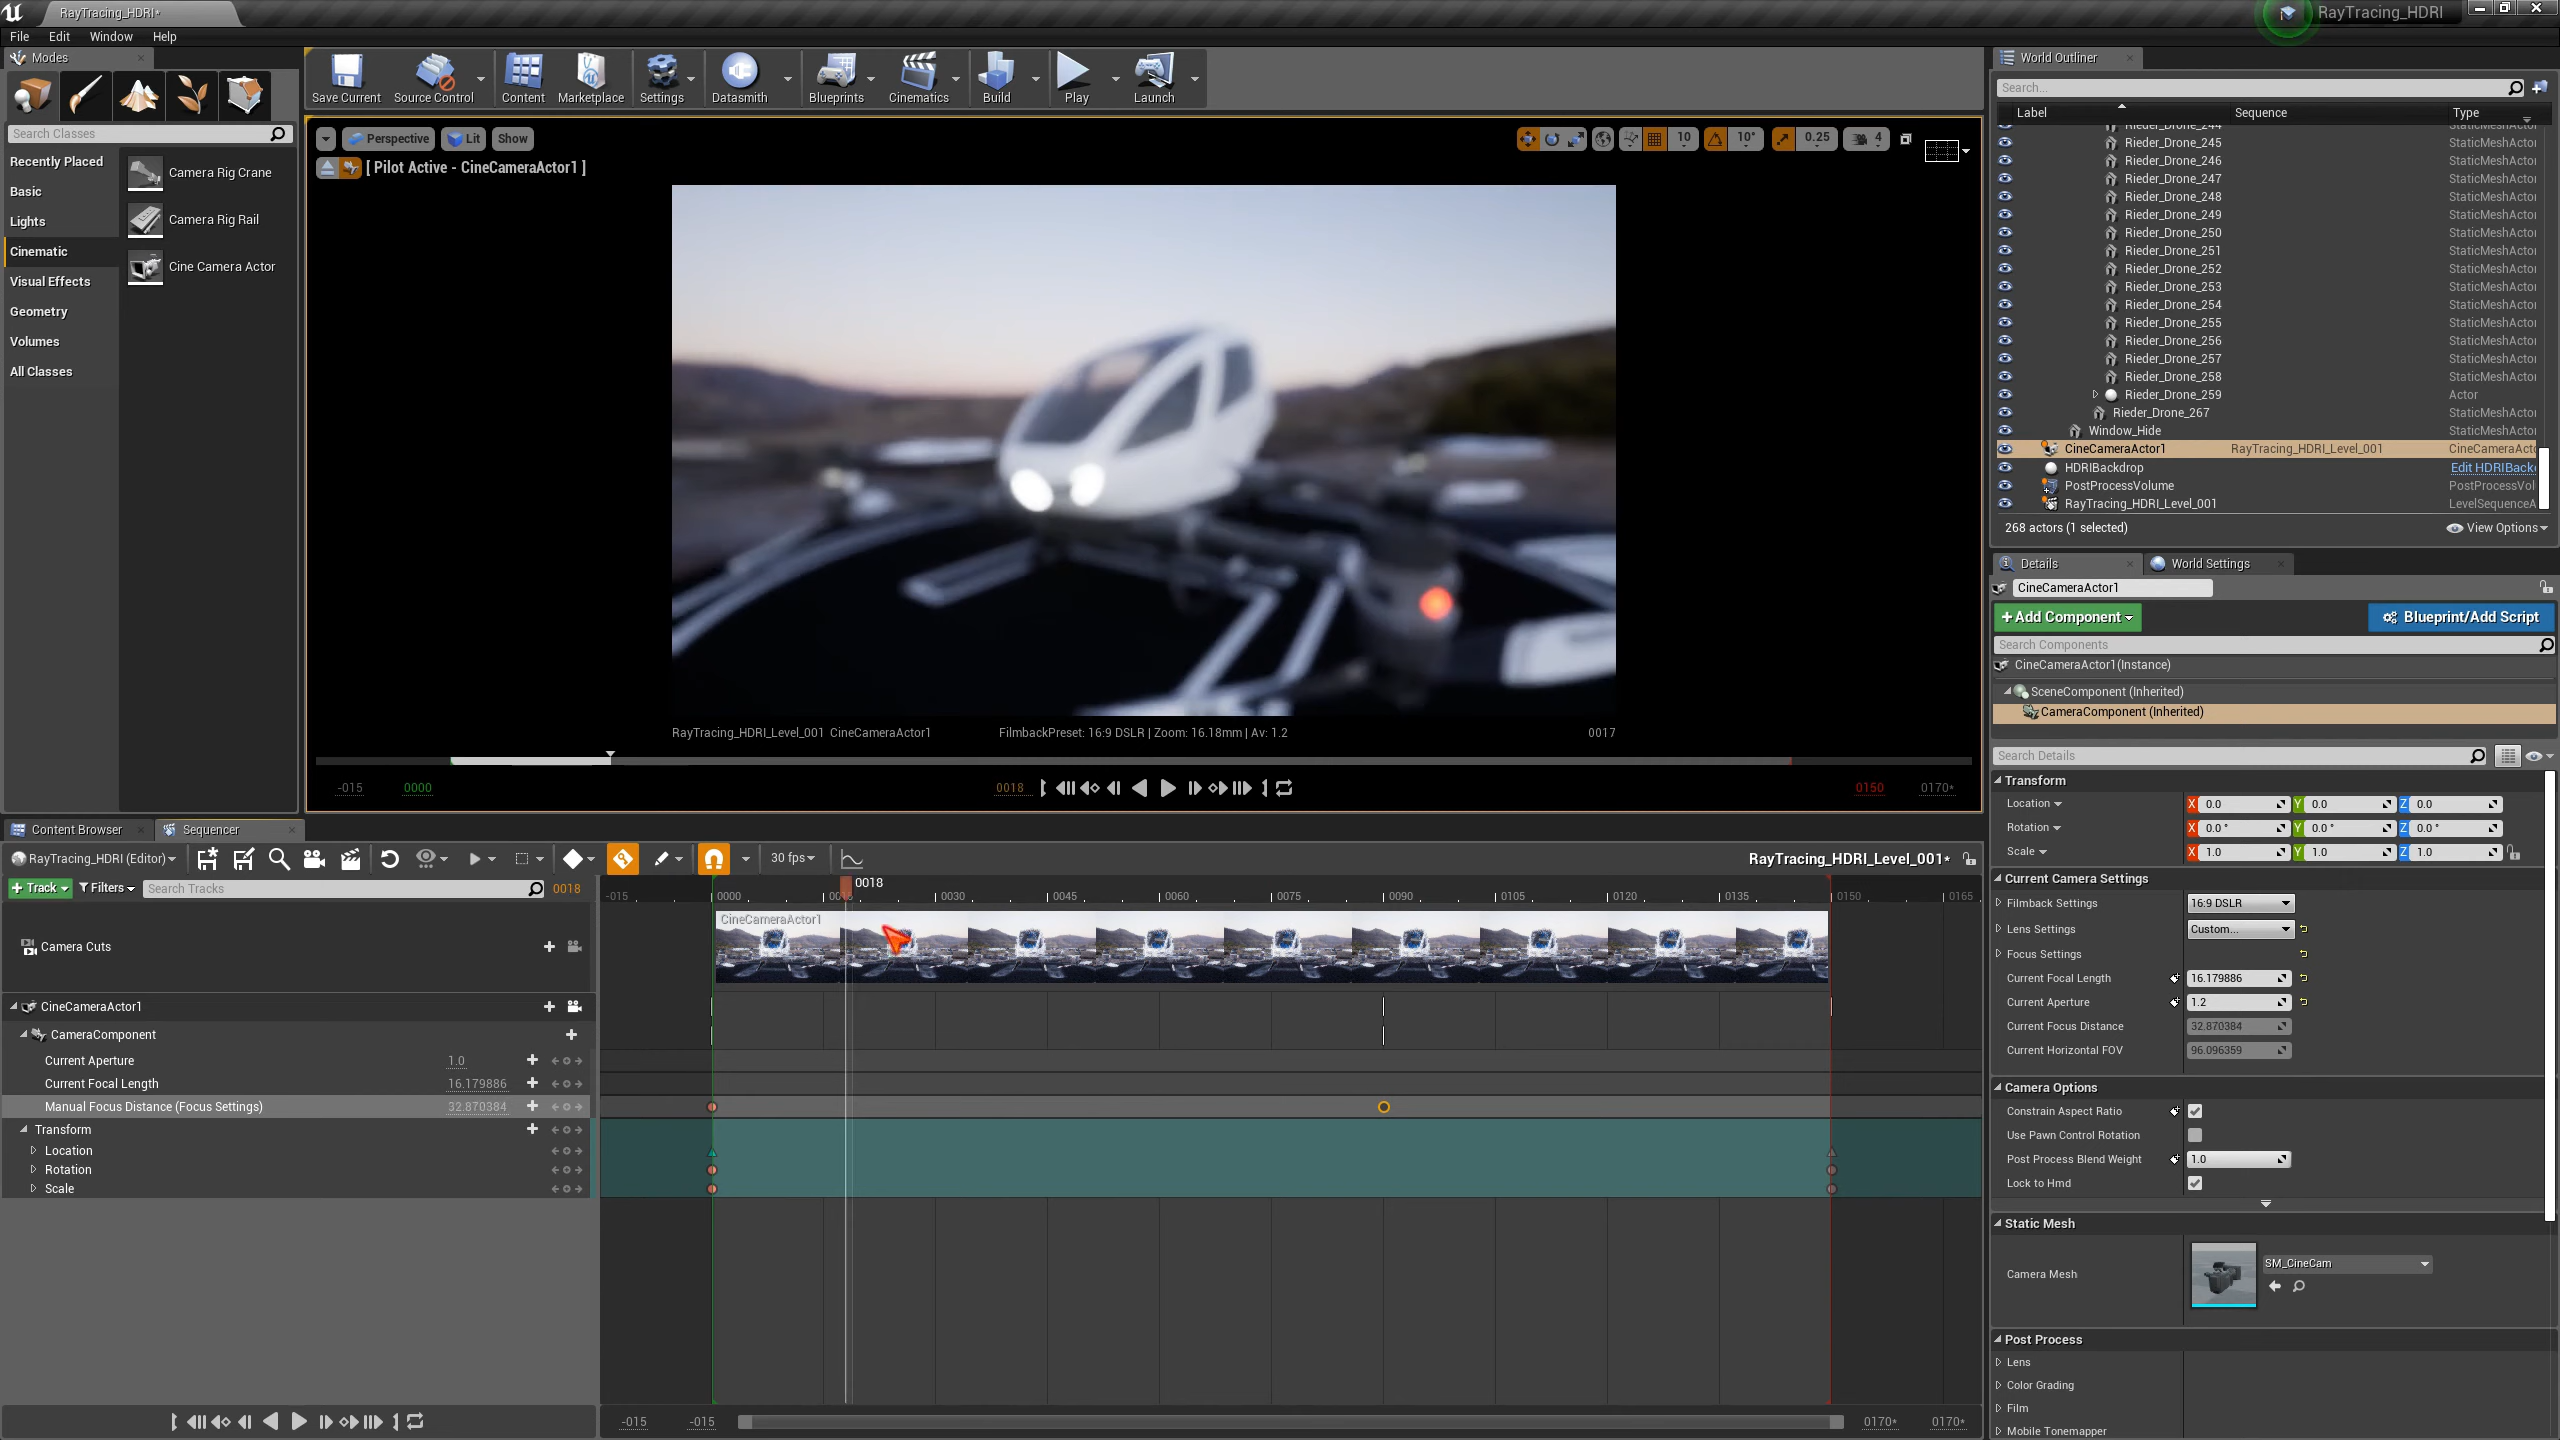 RayTracing_HDRI*
RayTracing_HDRI
File Edit Window Help
Modes
Search Classes
Recently Placed
Basic
Lights
Cinematic
Visual Effects
Geometry
Volumes
All Classes
Camera Rig Crane
Camera Rig Rail
Cine Camera Actor
Save Current Source Control Content Marketplace Settings Datasmith Blueprints Cinematics Build Play Launch
Perspective Lit Show
10 10° 0.25 4
[ Pilot Active - CineCameraActor1 ]
RayTracing_HDRI_Level_001 CineCameraActor1 FilmbackPreset: 16:9 DSLR | Zoom: 16.18mm | Av: 1.2 0017
-015 0000 0018 0150 0170*
World Outliner
Search...
Label Sequence Type
Rieder_Drone_244 StaticMeshActor
Rieder_Drone_245 StaticMeshActor
Rieder_Drone_246 StaticMeshActor
Rieder_Drone_247 StaticMeshActor
Rieder_Drone_248 StaticMeshActor
Rieder_Drone_249 StaticMeshActor
Rieder_Drone_250 StaticMeshActor
Rieder_Drone_251 StaticMeshActor
Rieder_Drone_252 StaticMeshActor
Rieder_Drone_253 StaticMeshActor
Rieder_Drone_254 StaticMeshActor
Rieder_Drone_255 StaticMeshActor
Rieder_Drone_256 StaticMeshActor
Rieder_Drone_257 StaticMeshActor
Rieder_Drone_258 StaticMeshActor
Rieder_Drone_259 Actor
Rieder_Drone_267 StaticMeshActor
Window_Hide StaticMeshActor
CineCameraActor1 RayTracing_HDRI_Level_001 CineCameraActo
HDRIBackdrop Edit HDRIBack
PostProcessVolume PostProcessVol
RayTracing_HDRI_Level_001 LevelSequenceA
268 actors (1 selected) View Options
Details World Settings
CineCameraActor1
+Add Component Blueprint/Add Script
Search Components
CineCameraActor1(Instance)
SceneComponent (Inherited)
CameraComponent (Inherited)
Search Details
Transform
Location X 0.0 Y 0.0 Z 0.0
Rotation X 0.0 ° Y 0.0 ° Z 0.0 °
Scale X 1.0 Y 1.0 Z 1.0
Current Camera Settings
Filmback Settings 16:9 DSLR
Lens Settings Custom...
Focus Settings
Current Focal Length 16.179886
Current Aperture 1.2
Current Focus Distance 32.870384
Current Horizontal FOV 96.096359
Camera Options
Constrain Aspect Ratio
Use Pawn Control Rotation
Post Process Blend Weight 1.0
Lock to Hmd
Static Mesh
Camera Mesh SM_CineCam
Post Process
Lens
Color Grading
Film
Mobile Tonemapper
Content Browser Sequencer
RayTracing_HDRI (Editor) 30 fps RayTracing_HDRI_Level_001*
+ Track Filters Search Tracks 0018
0018
-015 0000 0030 0045 0060 0075 0090 0105 0120 0135 0150 0165
CineCameraActor1
Camera Cuts
CineCameraActor1
CameraComponent
Current Aperture 1.0
Current Focal Length 16.179886
Manual Focus Distance (Focus Settings) 32.870384
Transform
Location
Rotation
Scale
-015 -015 0170* 0170*